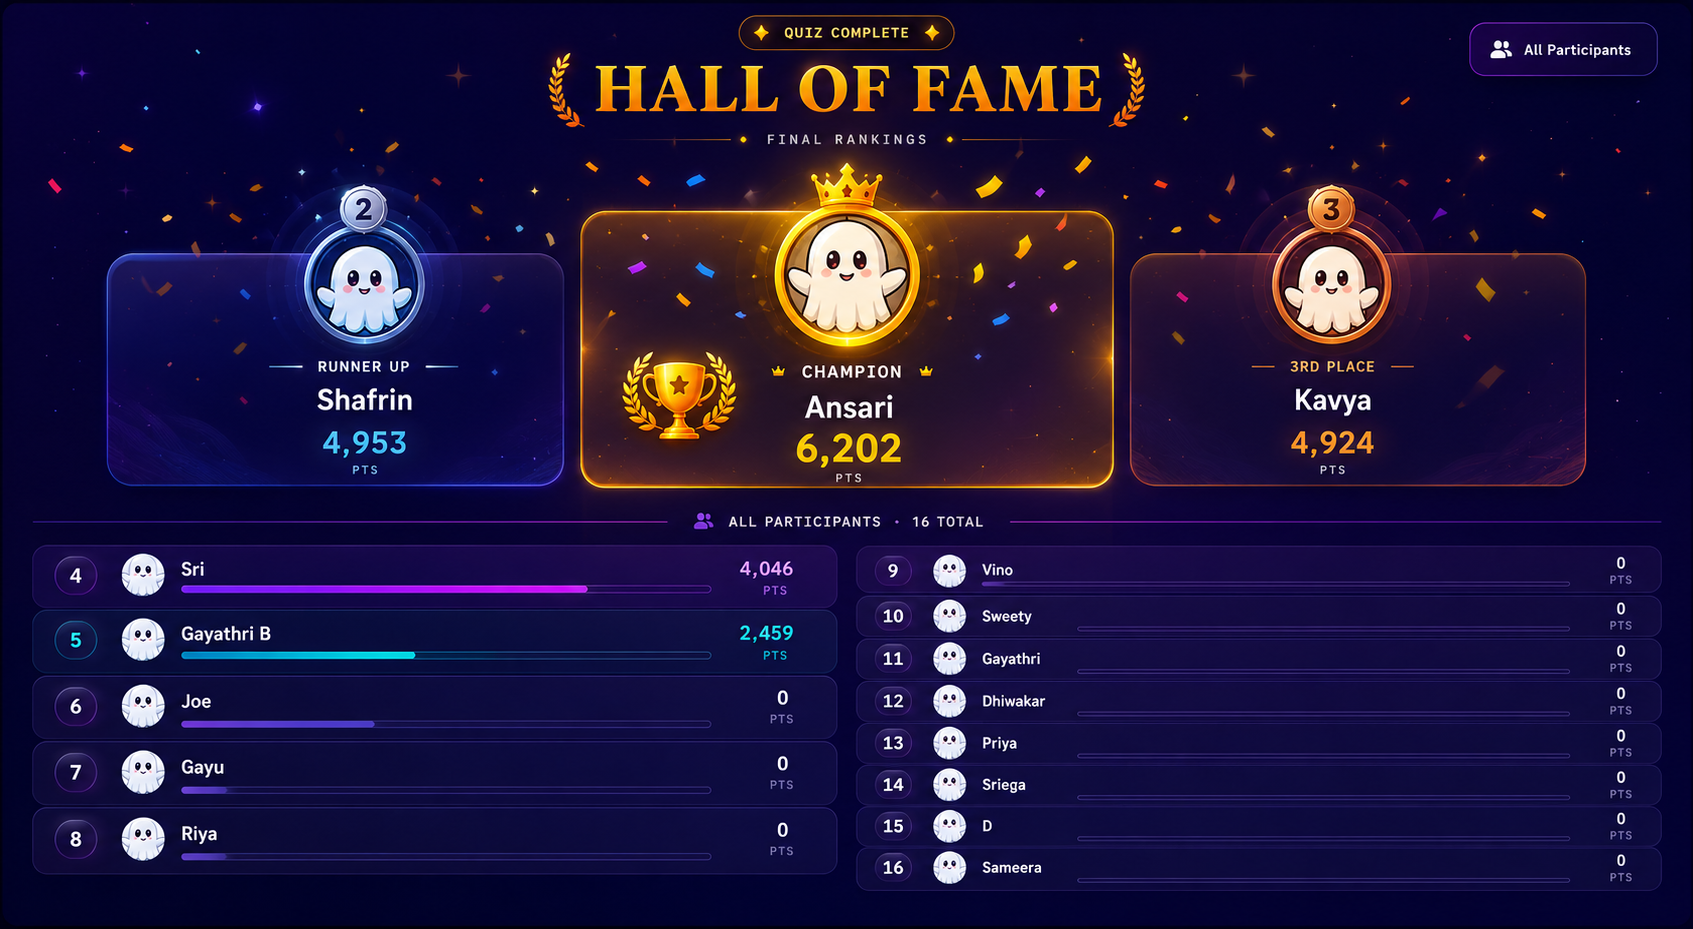 QUIZ COMPLETE
All Participants
HALL OF FAME
FINAL RANKINGS
2
RUNNER UP
Shafrin
4,953
PTS
CHAMPION
Ansari
6,202
PTS
3
3RD PLACE
Kavya
4,924
PTS
ALL PARTICIPANTS · 16 TOTAL
4 Sri 4,046 PTS
5 Gayathri B 2,459 PTS
6 Joe 0 PTS
7 Gayu 0 PTS
8 Riya 0 PTS
9 Vino 0 PTS
10 Sweety 0 PTS
11 Gayathri 0 PTS
12 Dhiwakar 0 PTS
13 Priya 0 PTS
14 Sriega 0 PTS
15 D 0 PTS
16 Sameera 0 PTS